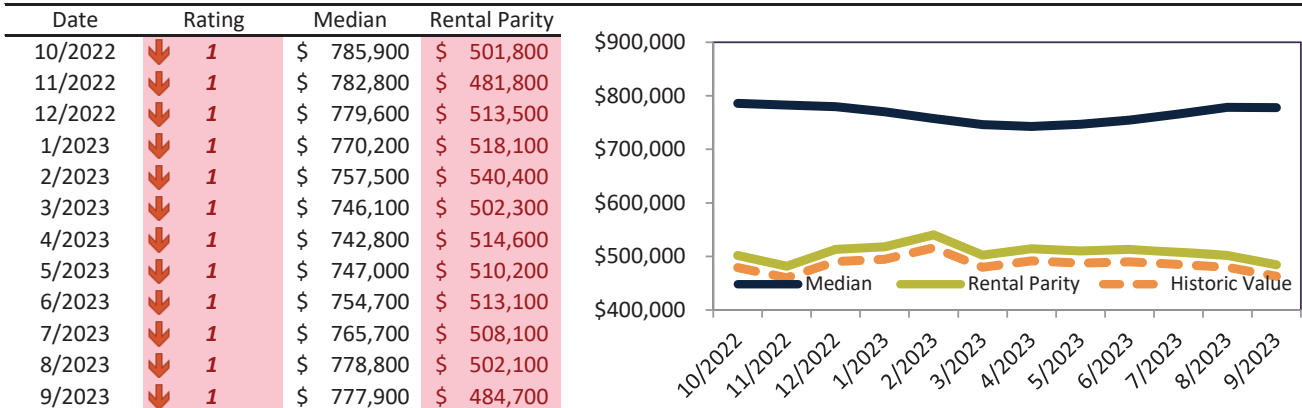 Date Rating Median Rental Parity
10/2022 1 $ 785,900 $ 501,800
11/2022 1 $ 782,800 $ 481,800
12/2022 1 $ 779,600 $ 513,500
1/2023 1 $ 770,200 $ 518,100
2/2023 1 $ 757,500 $ 540,400
3/2023 1 $ 746,100 $ 502,300
4/2023 1 $ 742,800 $ 514,600
5/2023 1 $ 747,000 $ 510,200
6/2023 1 $ 754,700 $ 513,100
7/2023 1 $ 765,700 $ 508,100
8/2023 1 $ 778,800 $ 502,100
9/2023 1 $ 777,900 $ 484,700
$900,000
$800,000
$700,000
$600,000
$500,000
$400,000
Median Rental Parity Historic Value
10/2022 11/2022 12/2022 1/2023 2/2023 3/2023 4/2023 5/2023 6/2023 7/2023 8/2023 9/2023